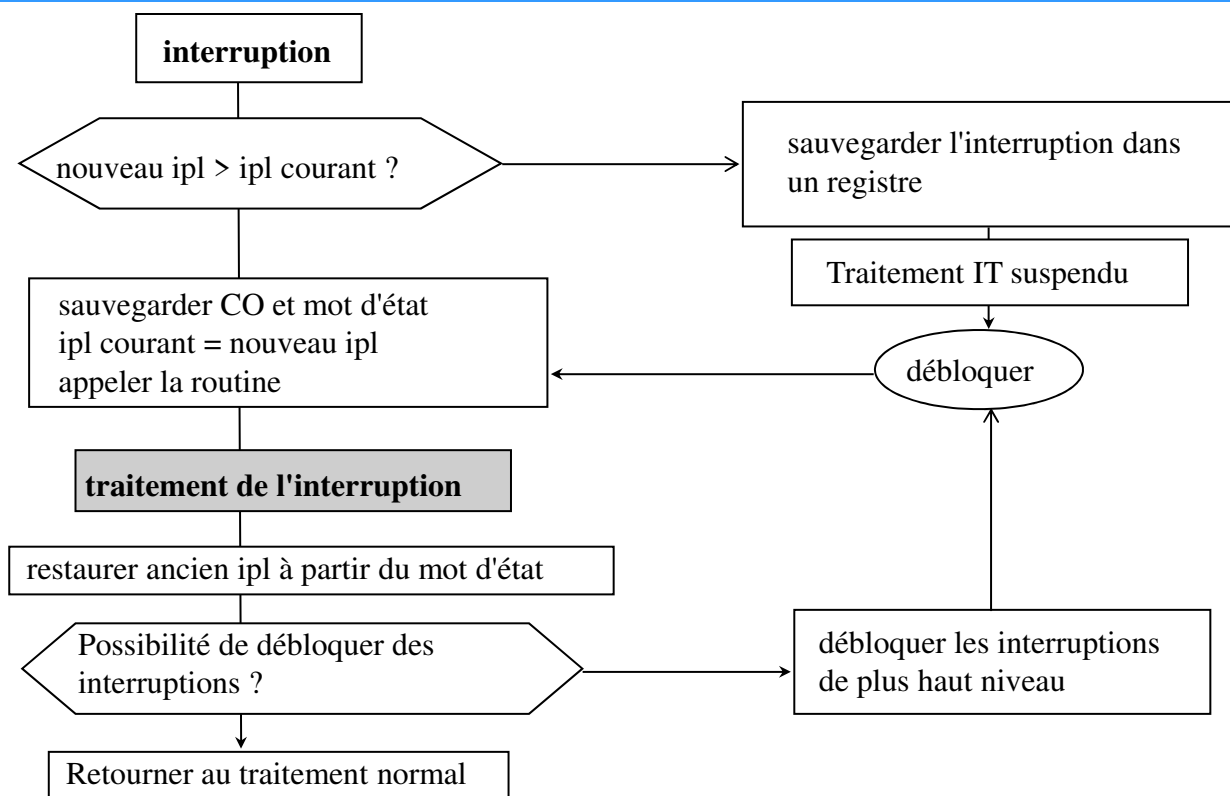 interruption
nouveau ipl > ipl courant ?
sauvegarder l'interruption dans
un registre
Traitement IT suspendu
sauvegarder CO et mot d'état
ipl courant = nouveau ipl
appeler la routine
débloquer
traitement de l'interruption
restaurer ancien ipl à partir du mot d'état
Possibilité de débloquer des
interruptions ?
débloquer les interruptions
de plus haut niveau
Retourner au traitement normal